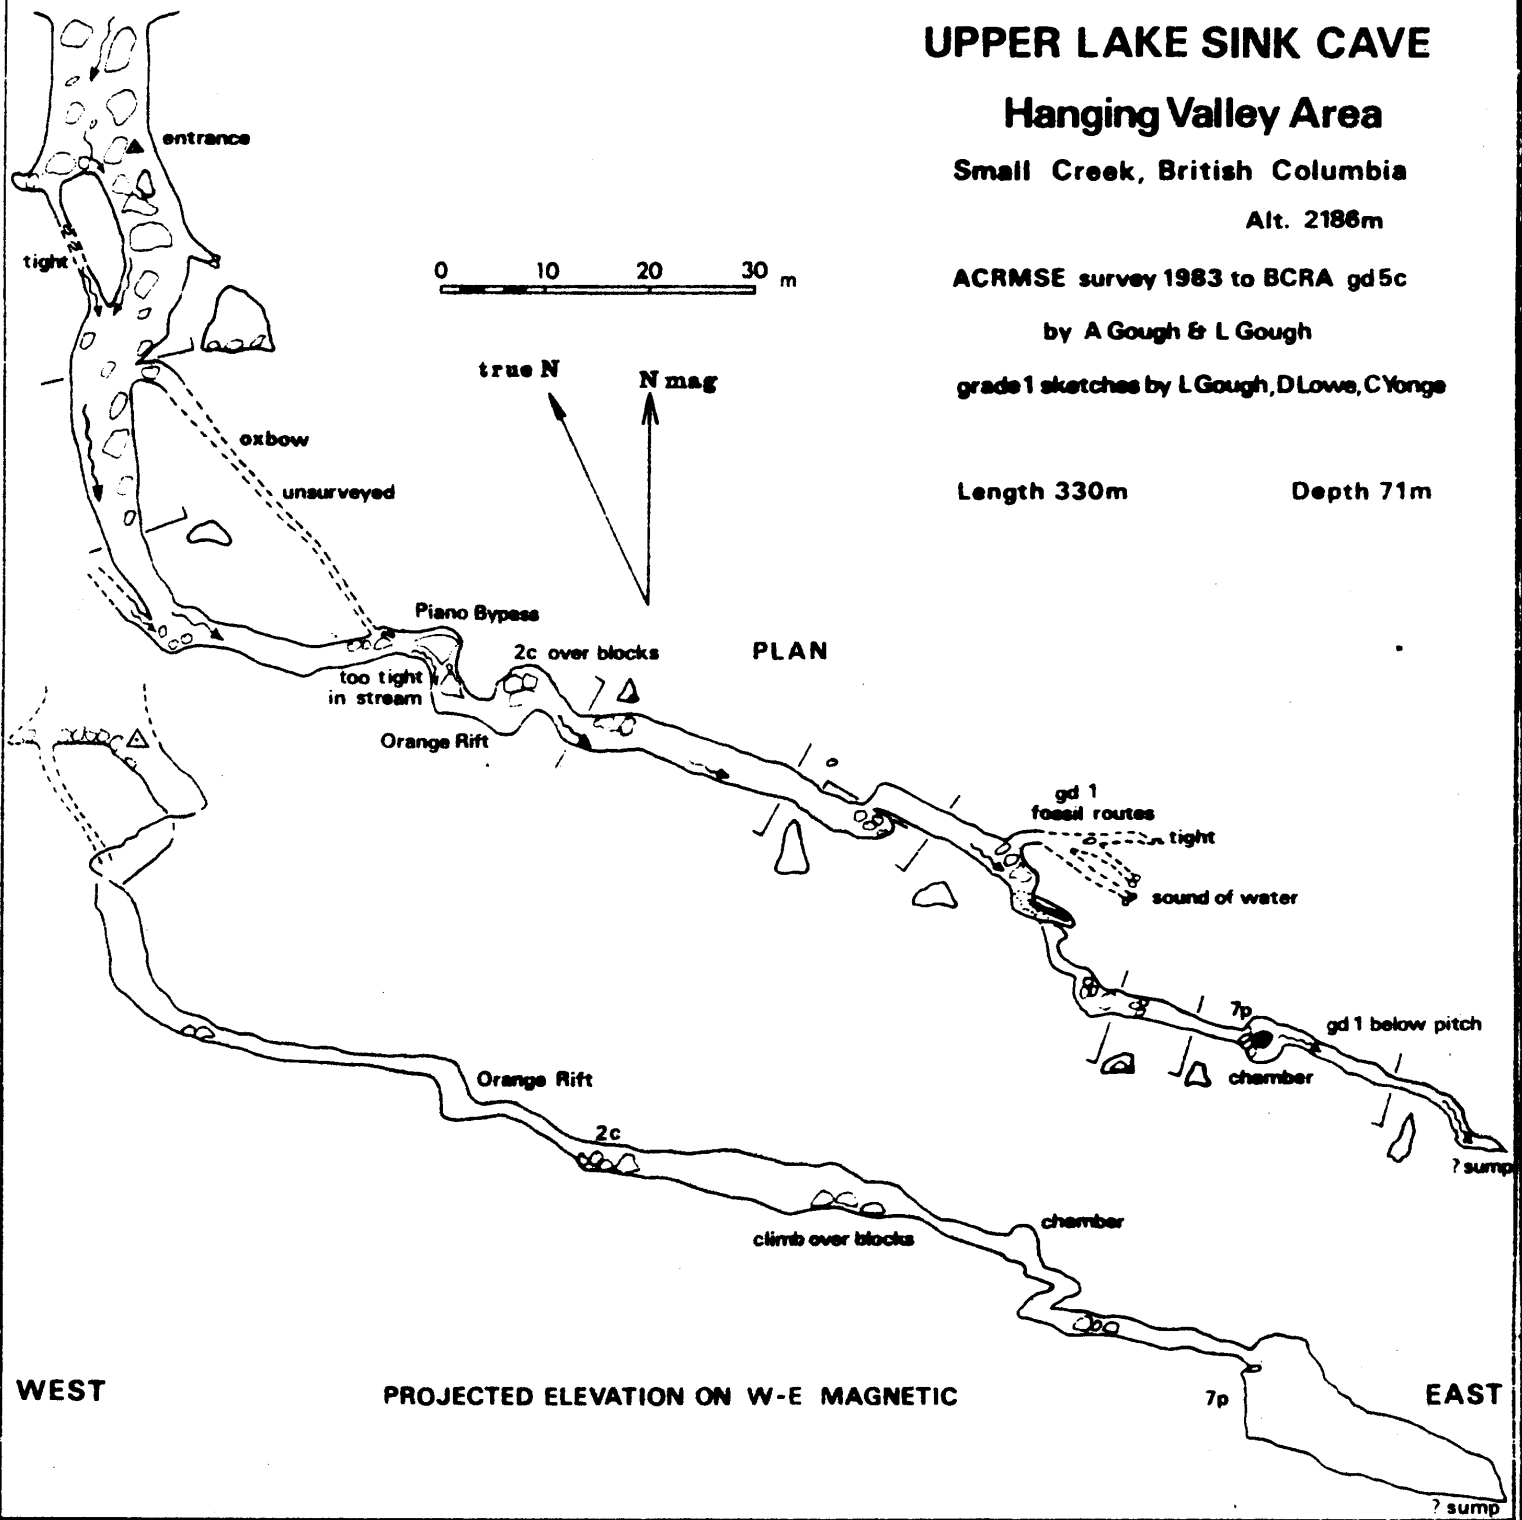 UPPER LAKE SINK CAVE
Hanging Valley Area
Small Creek, British Columbia
Alt. 2186m
ACRMSE survey 1983 to BCRA gd 5c
by A Gough & L Gough
grade 1 sketches by L Gough, D Lowe, C Yonge
Length 330m Depth 71m
entrance
tight
0 10 20 30 m
true N
N mag
oxbow
unsurveyed
Piano Bypass
2c over blocks
PLAN
too tight
in stream
Orange Rift
gd 1
fossil routes
tight
sound of water
7p
gd 1 below pitch
chamber
? sump
Orange Rift
2c
climb over blocks
chamber
WEST
PROJECTED ELEVATION ON W-E MAGNETIC
7p
EAST
? sump